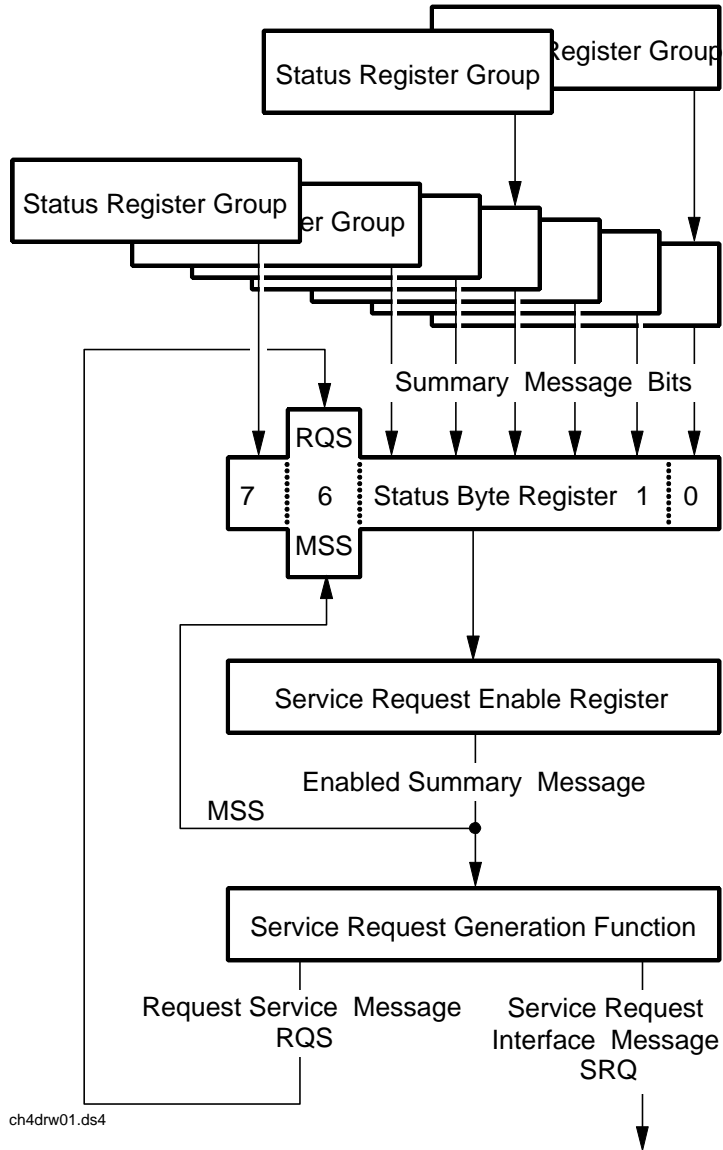 Register Group
Status Register Group
Status Register Group
er Group
Summary Message Bits
RQS
7 6 Status Byte Register 1 0
MSS
Service Request Enable Register
Enabled Summary Message
MSS
Service Request Generation Function
Request Service Message
RQS
Service Request
Interface Message
SRQ
ch4drw01.ds4